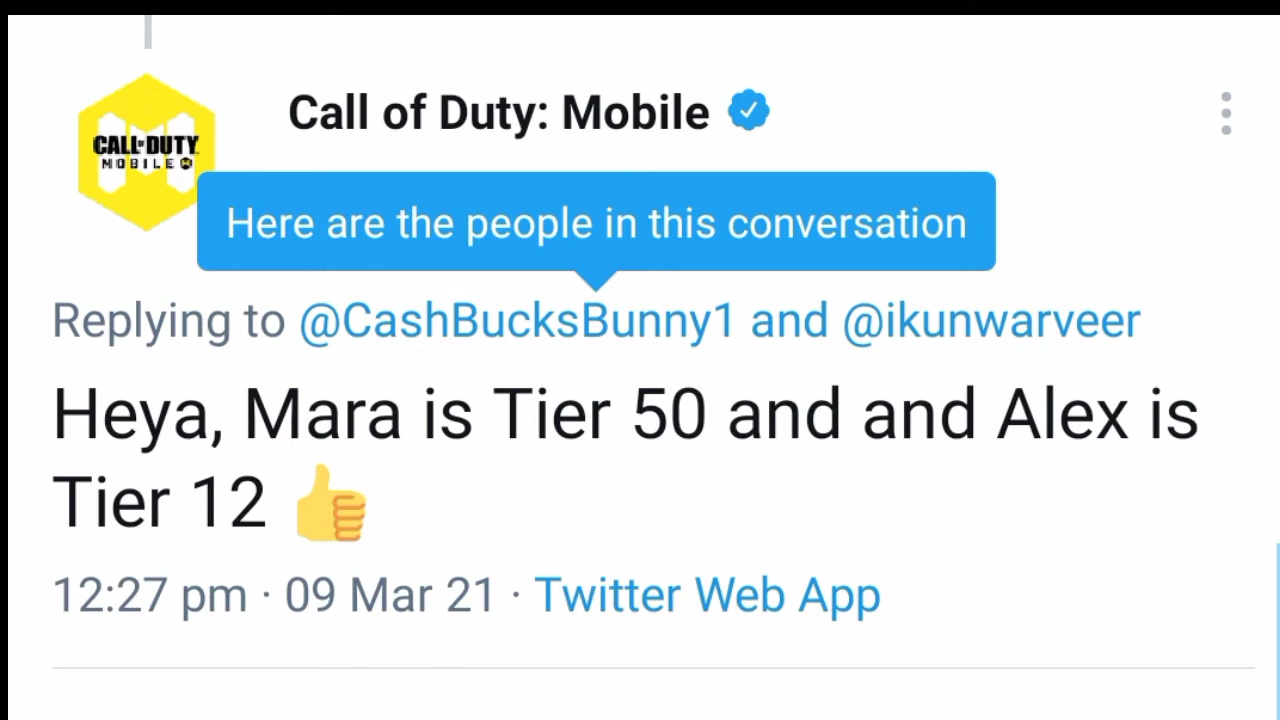 CALL OF DUTY
MOBILE
Call of Duty: Mobile
Here are the people in this conversation
Replying to @CashBucksBunny1 and @ikunwarveer
Heya, Mara is Tier 50 and and Alex is
Tier 12 👍
12:27 pm · 09 Mar 21 · Twitter Web App